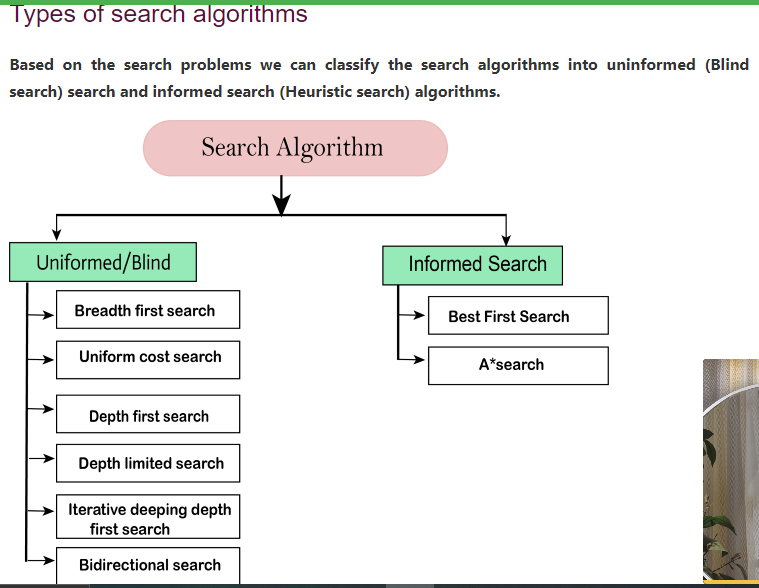 Types of search algorithms
Based on the search problems we can classify the search algorithms into uninformed (Blind
search) search and informed search (Heuristic search) algorithms.
Search Algorithm
Uniformed/Blind
Breadth first search
Uniform cost search
Depth first search
Depth limited search
Iterative deeping depth
first search
Bidirectional search
Informed Search
Best First Search
A*search